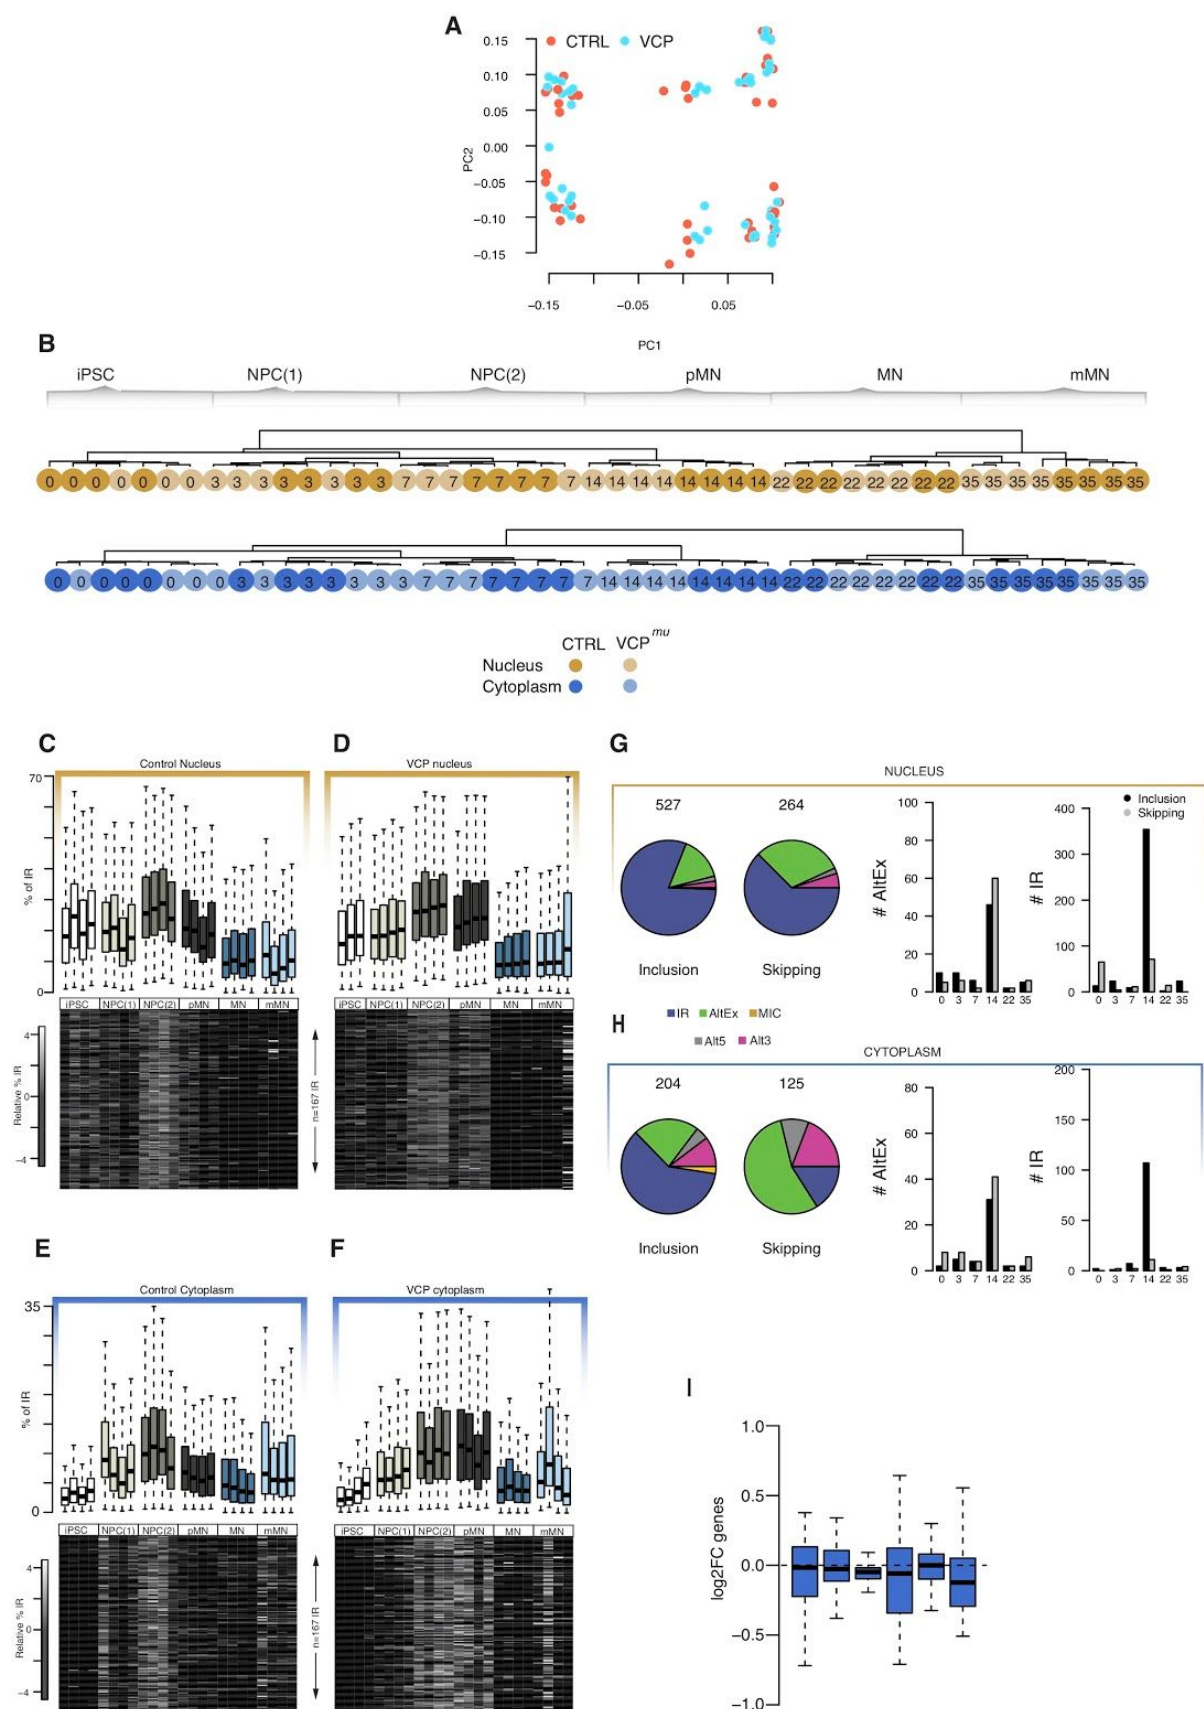 A
CTRL VCP
0.15
0.10
0.05
0.00
−0.05
−0.10
−0.15
PC2
−0.15 −0.05 0.05
PC1
B
iPSC NPC(1) NPC(2) pMN MN mMN
0 0 0 0 0 0 0 3 3 3 3 3 3 3 3 7 7 7 7 7 7 7 7 14 14 14 14 14 14 14 14 22 22 22 22 22 22 22 22 35 35 35 35 35 35 35 35
0 0 0 0 0 0 0 0 3 3 3 3 3 3 3 3 7 7 7 7 7 7 7 7 14 14 14 14 14 14 14 14 22 22 22 22 22 22 22 22 35 35 35 35 35 35 35 35
CTRL VCP mu
Nucleus
Cytoplasm
C
Control Nucleus
70
% of IR
0
iPSC NPC(1) NPC(2) pMN MN mMN
4
0
−4
Relative % IR
n=167 IR
D
VCP nucleus
iPSC NPC(1) NPC(2) pMN MN mMN
E
Control Cytoplasm
35
% of IR
0
iPSC NPC(1) NPC(2) pMN MN mMN
4
0
−4
Relative % IR
n=167 IR
F
VCP cytoplasm
iPSC NPC(1) NPC(2) pMN MN mMN
G
NUCLEUS
527 264
Inclusion Skipping
# AltEx
100
80
60
40
20
0
0 3 7 14 22 35
# IR
400
300
200
100
0
0 3 7 14 22 35
Inclusion
Skipping
IR AltEx MIC
Alt5 Alt3
H
CYTOPLASM
204 125
Inclusion Skipping
# AltEx
80
60
40
20
0
0 3 7 14 22 35
# IR
200
150
100
50
0
0 3 7 14 22 35
I
log2FC genes
1.0
0.5
0.0
−0.5
−1.0